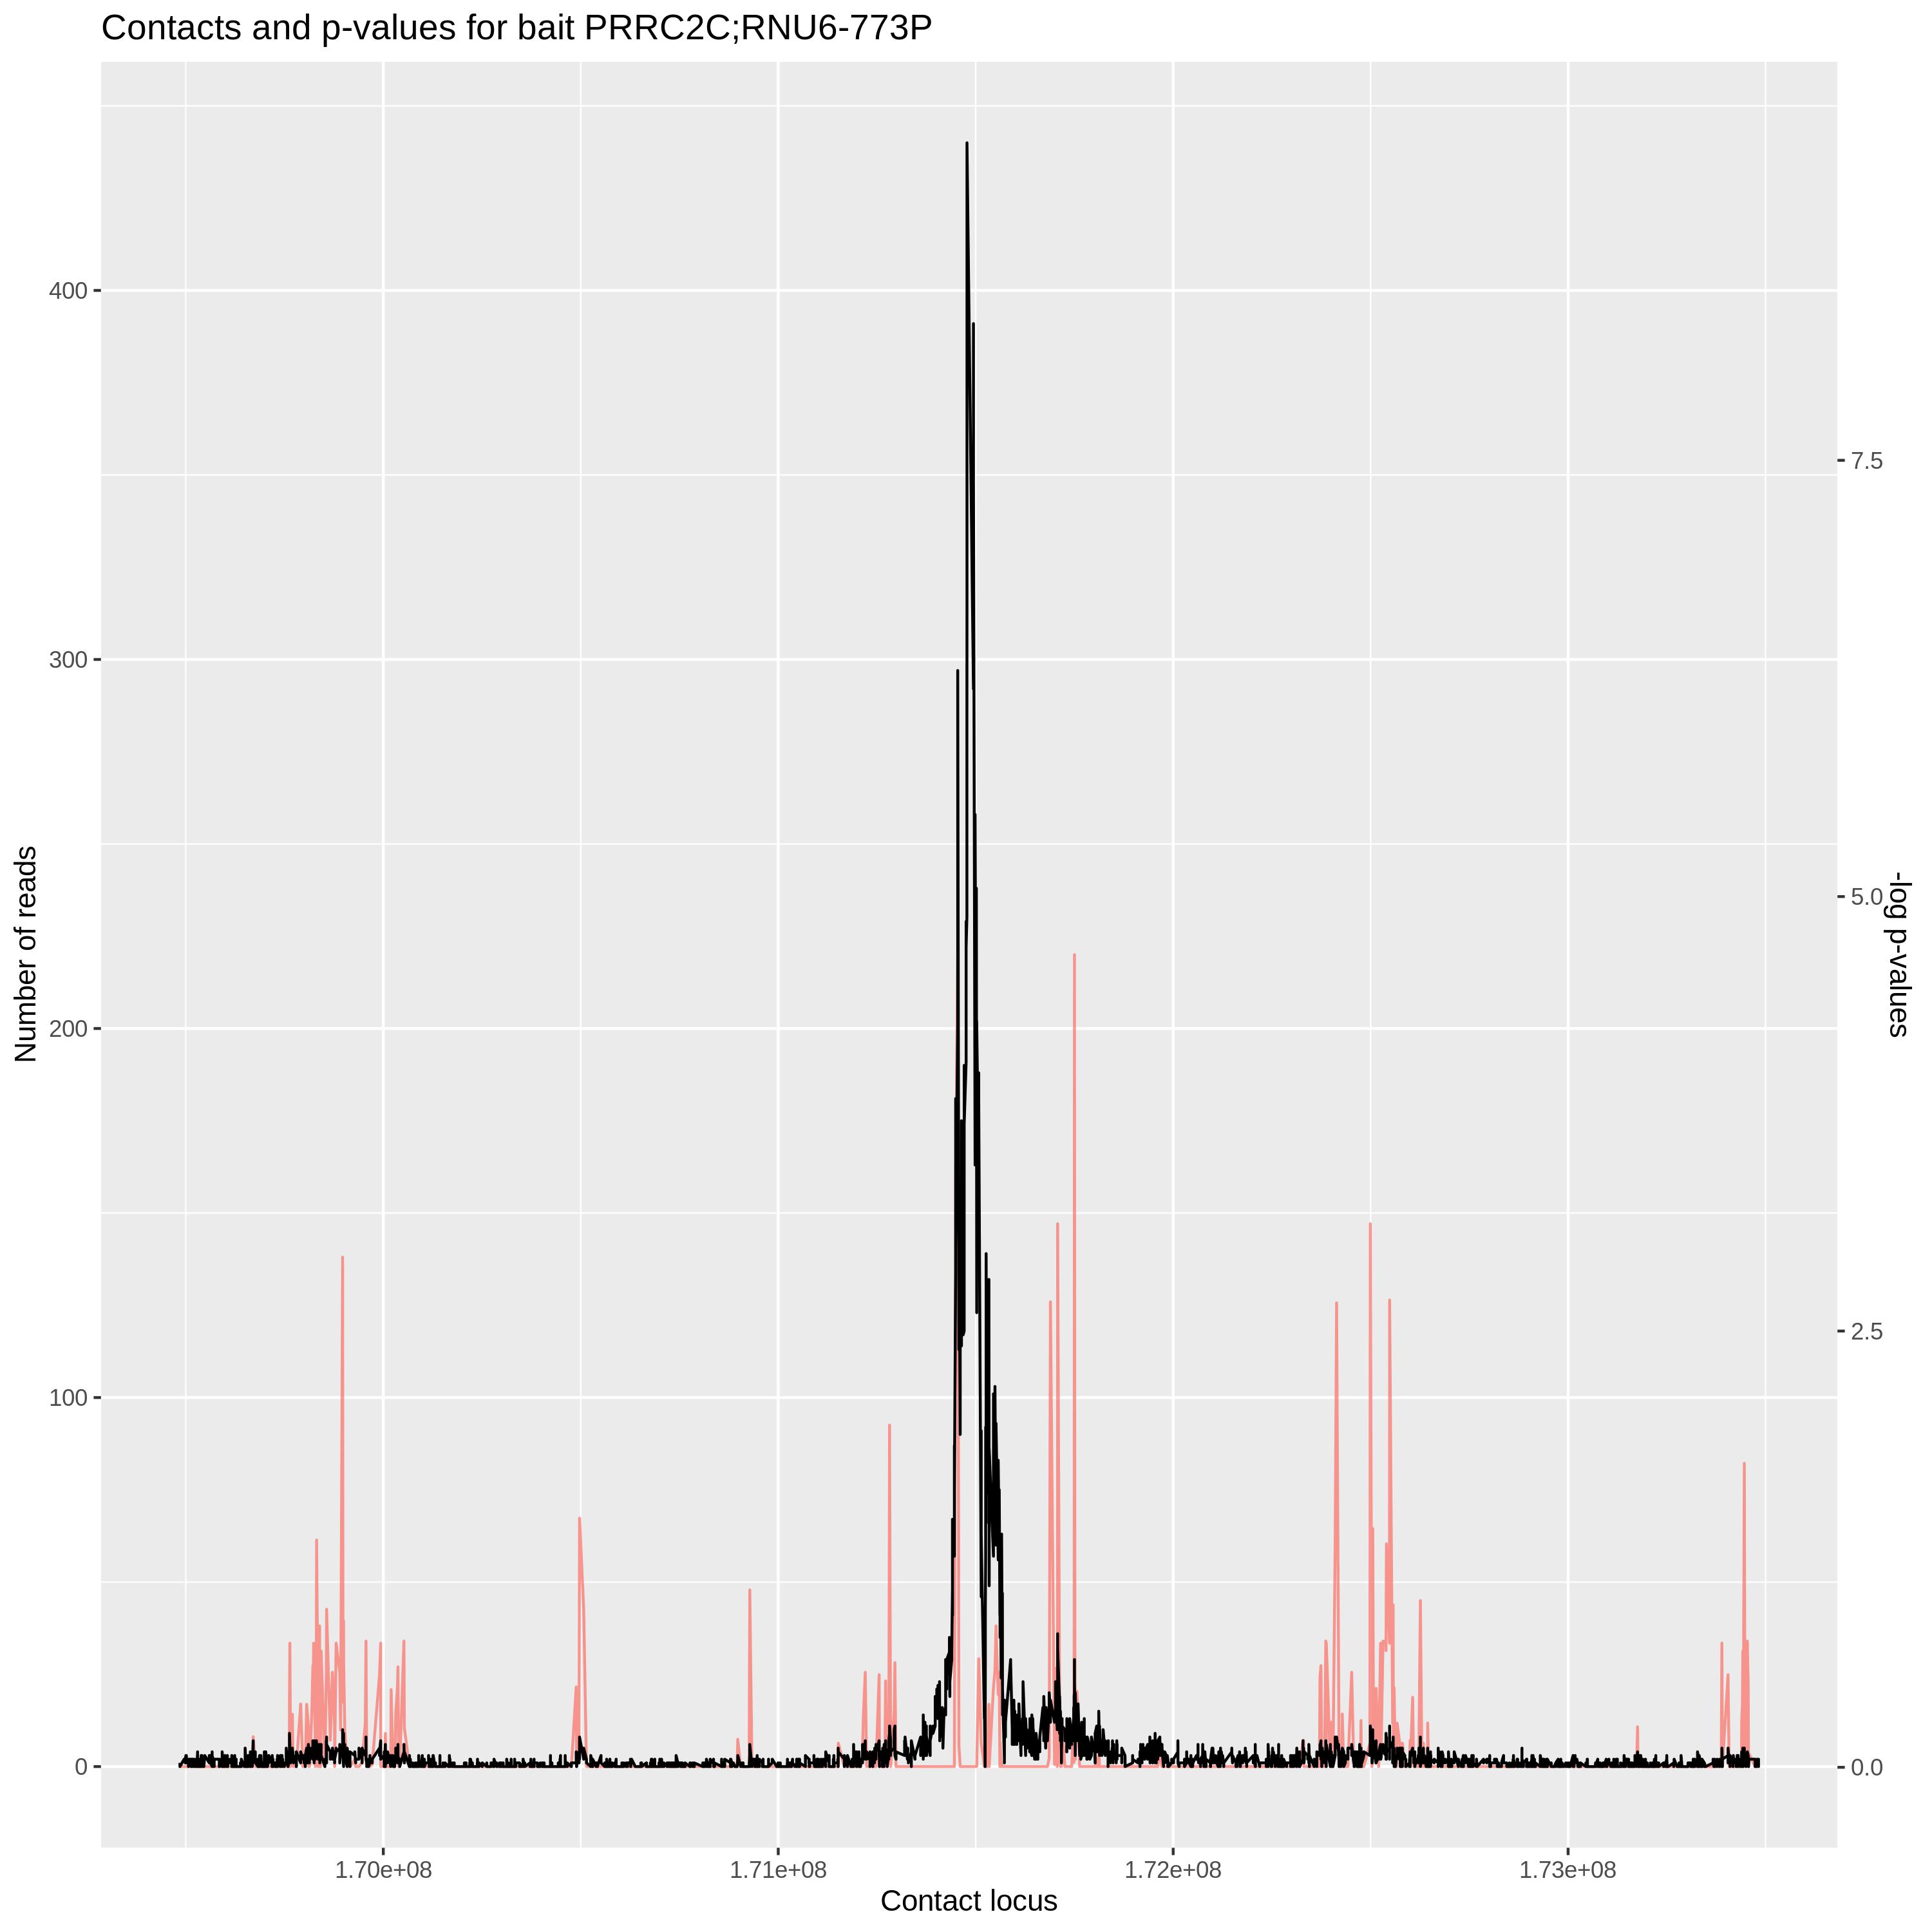 Contacts and p-values for bait PRRC2C;RNU6-773P
400
300
200
100
0
Number of reads
7.5
5.0
2.5
0.0
-log p-values
1.70e+08
1.71e+08
1.72e+08
1.73e+08
Contact locus